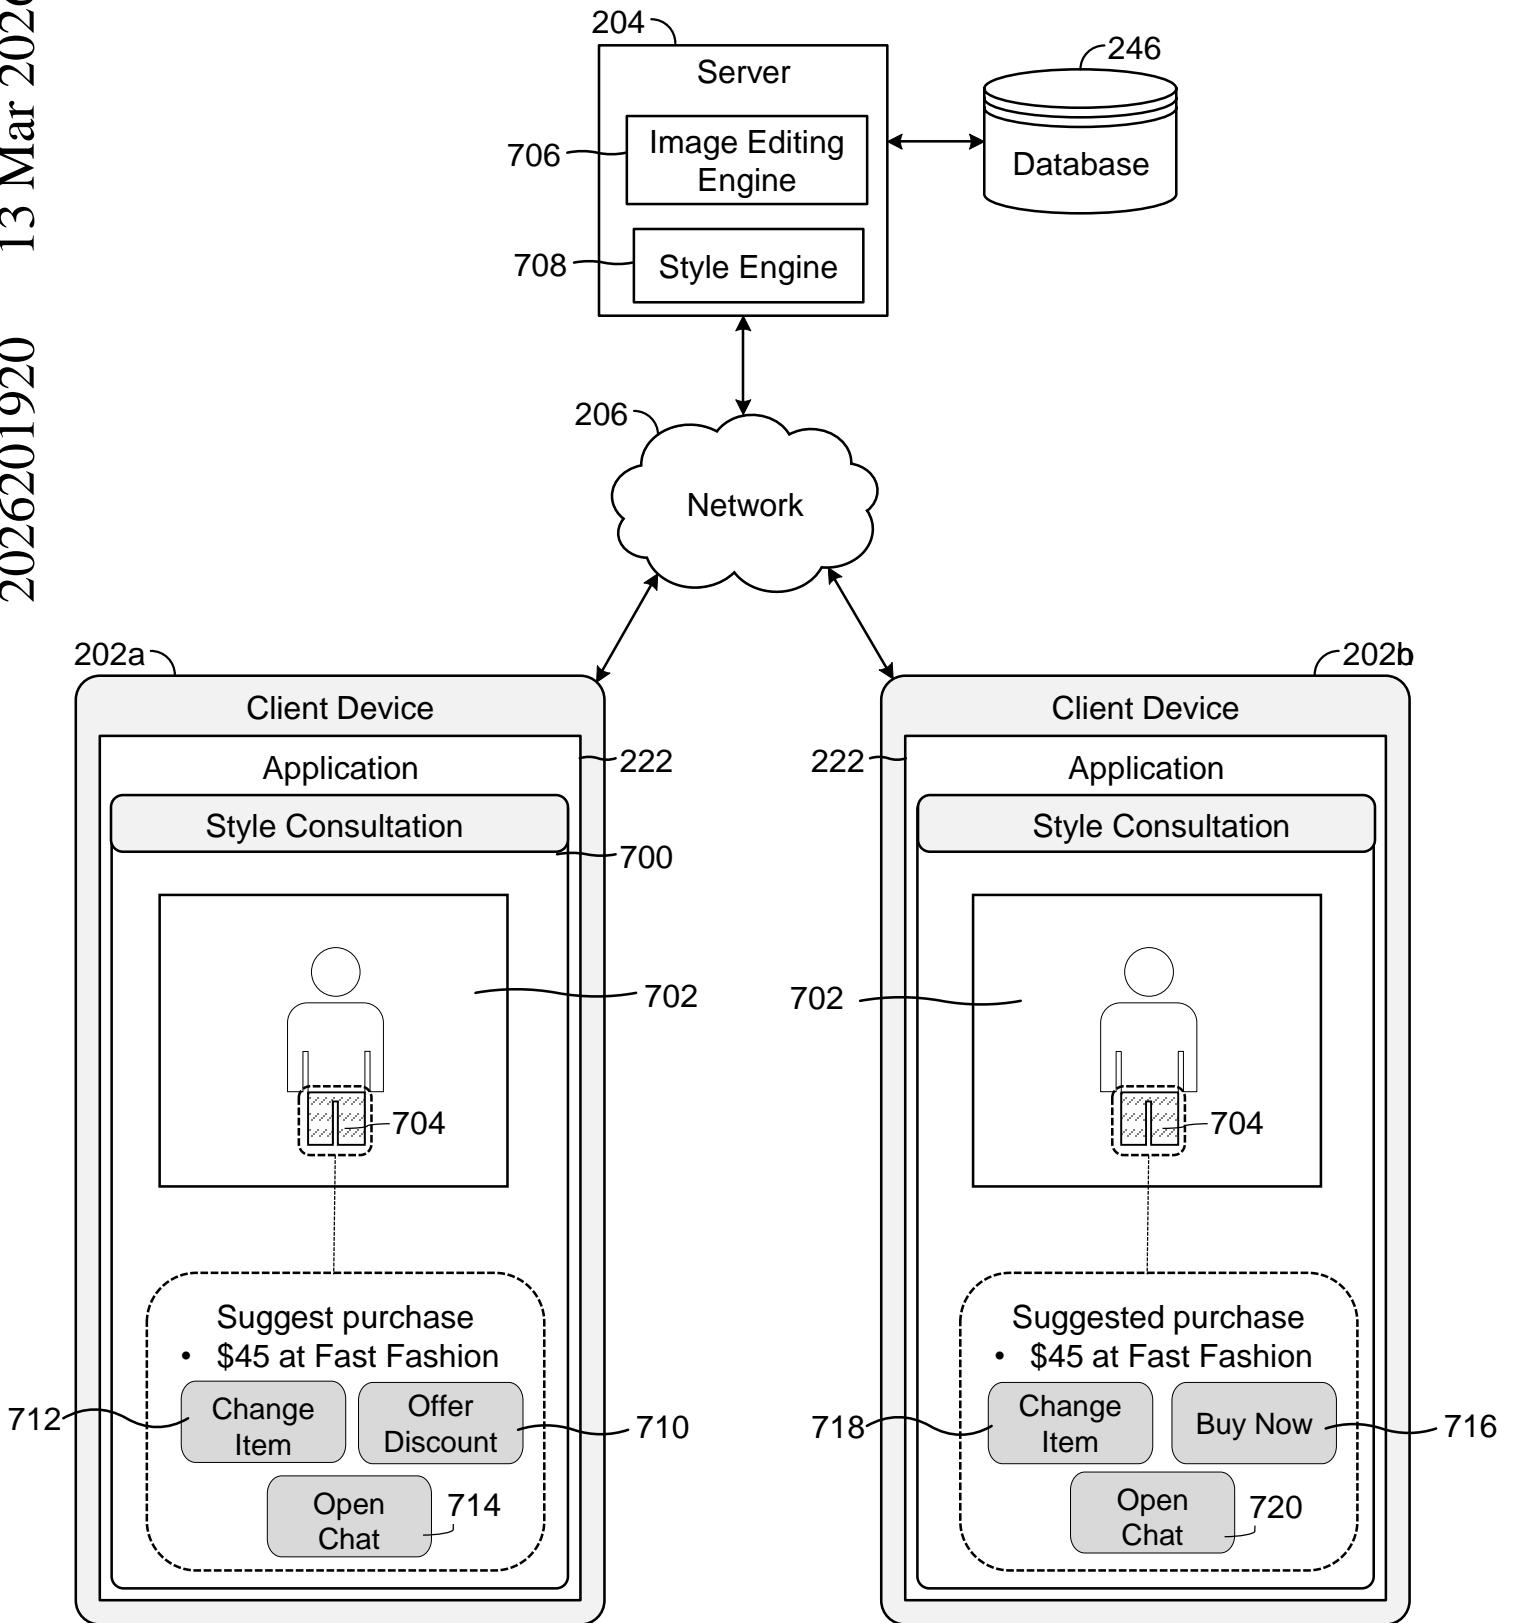 13 Mar 2026
2026201920
204
Server
246
706
Image Editing
Engine
Database
708
Style Engine
206
Network
202a
202b
Client Device
Client Device
Application
222
222
Application
Style Consultation
Style Consultation
700
702
702
704
704
Suggest purchase
• $45 at Fast Fashion
Suggested purchase
• $45 at Fast Fashion
712
Change
Item
Offer
Discount
710
718
Change
Item
Buy Now
716
Open
Chat
714
Open
Chat
720